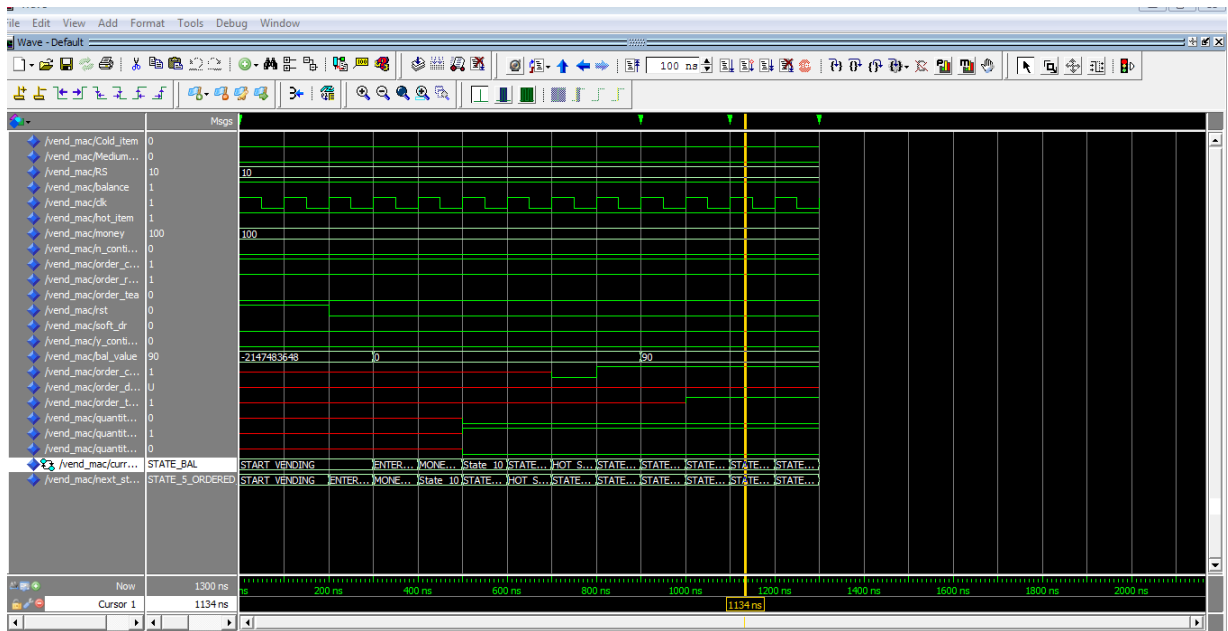 File Edit View Add Format Tools Debug Window
Wave - Default
100 ns
Msgs
/vend_mac/Cold_item 0
/vend_mac/Medium... 0
/vend_mac/RS 10 10
/vend_mac/balance 1
/vend_mac/clk 1
/vend_mac/hot_item 1
/vend_mac/money 100 100
/vend_mac/n_conti... 0
/vend_mac/order_c... 1
/vend_mac/order_r... 1
/vend_mac/order_tea 0
/vend_mac/rst 0
/vend_mac/soft_dr 0
/vend_mac/y_conti... 0
/vend_mac/bal_value 90 -2147483648 0 90
/vend_mac/order_c... 1
/vend_mac/order_d... U
/vend_mac/order_t... 1
/vend_mac/quantit... 0
/vend_mac/quantit... 1
/vend_mac/quantit... 0
/vend_mac/curr... STATE_BAL START VENDING ENTER... MONE... State 10 STATE... HOT S... STATE... STATE... STATE... STATE... STATE...
/vend_mac/next_st... STATE_5_ORDERED START VENDING ENTER... MONE... State 10 STATE... HOT S... STATE... STATE... STATE... STATE... STATE...
Now 1300 ns ns 200 ns 400 ns 600 ns 800 ns 1000 ns 1200 ns 1400 ns 1600 ns 1800 ns 2000 ns
Cursor 1 1134 ns 1134 ns